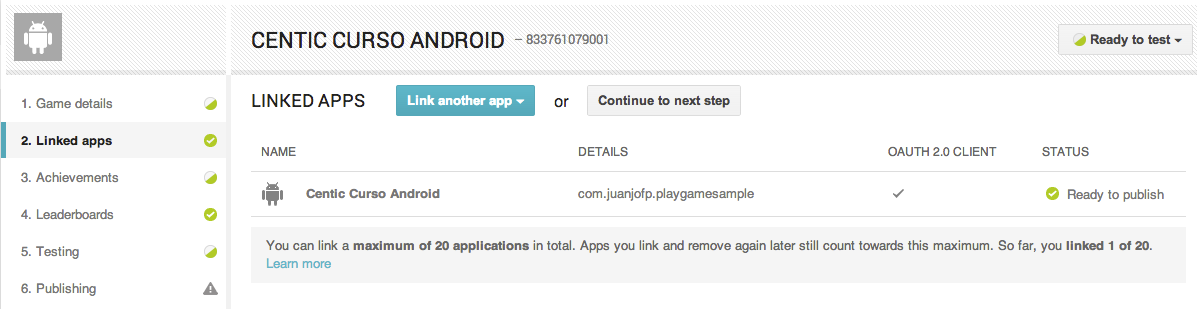 CENTIC CURSO ANDROID – 833761079001
Ready to test
1. Game details
2. Linked apps
3. Achievements
4. Leaderboards
5. Testing
6. Publishing
LINKED APPS Link another app or Continue to next step
NAME DETAILS OAUTH 2.0 CLIENT STATUS
Centic Curso Android com.juanjofp.playgamesample Ready to publish
You can link a maximum of 20 applications in total. Apps you link and remove again later still count towards this maximum. So far, you linked 1 of 20.
Learn more